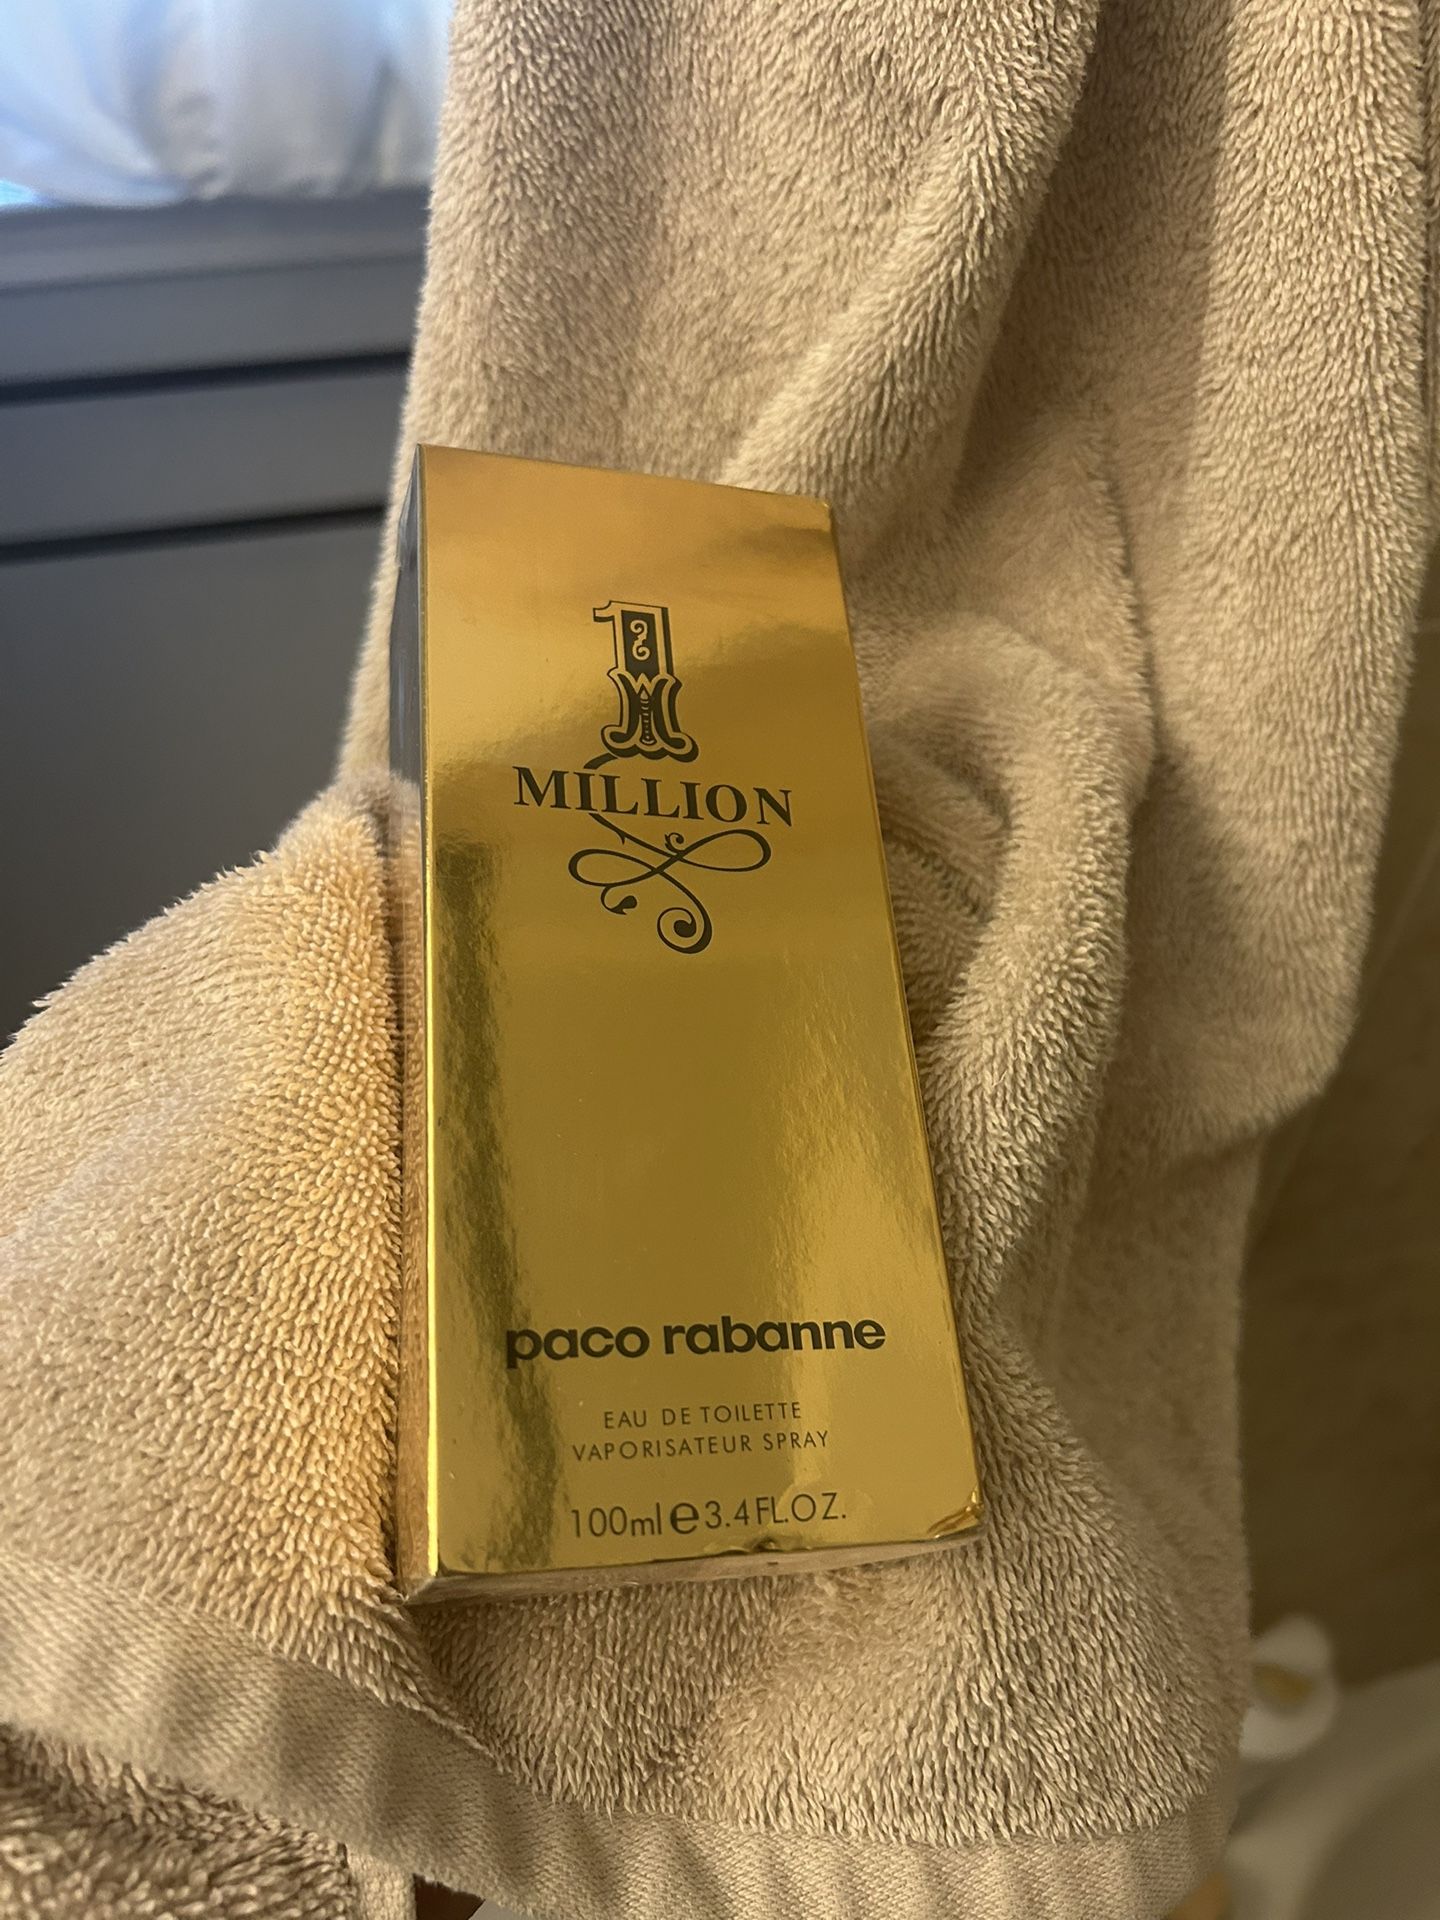 1
MILLION
paco rabanne
EAU DE TOILETTE
VAPORISATEUR SPRAY
100ml e 3.4FL.OZ.